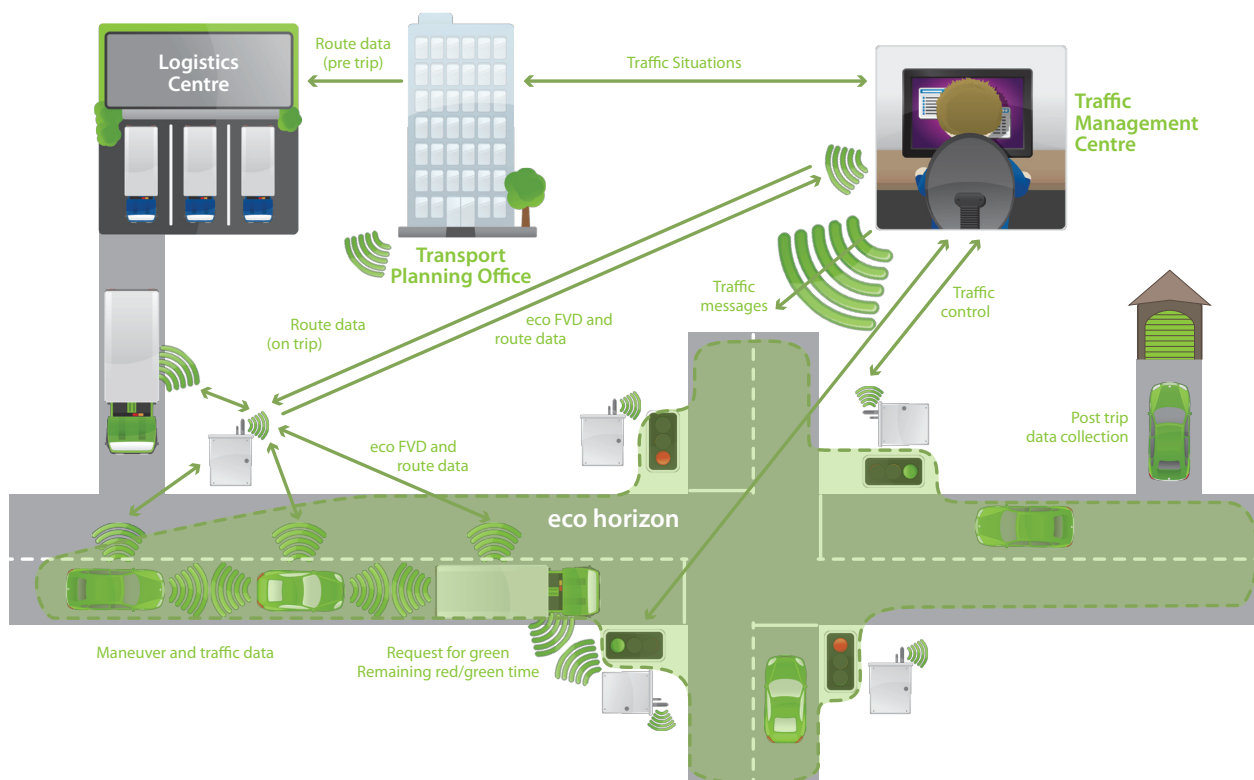 Logistics
Centre
Route data
(pre trip)
Traffic Situations
Traffic
Management
Centre
Transport
Planning Office
Traffic
messages
Traffic
control
Route data
(on trip)
eco FVD and
route data
eco FVD and
route data
Post trip
data collection
eco horizon
Maneuver and traffic data
Request for green
Remaining red/green time